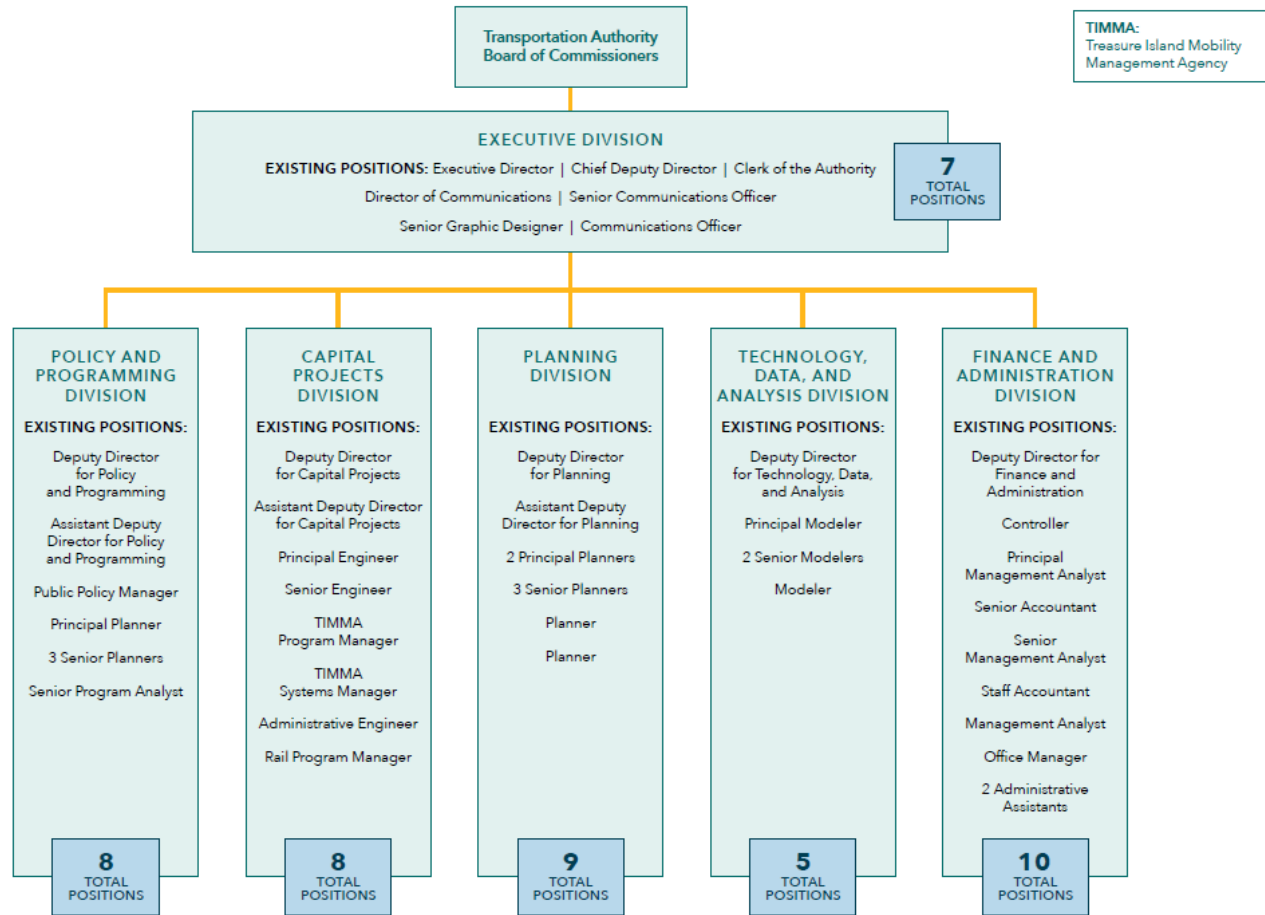 Transportation Authority
Board of Commissioners
TIMMA:
Treasure Island Mobility
Management Agency
EXECUTIVE DIVISION
EXISTING POSITIONS: Executive Director | Chief Deputy Director | Clerk of the Authority
Director of Communications | Senior Communications Officer
Senior Graphic Designer | Communications Officer
7
TOTAL
POSITIONS
POLICY AND
PROGRAMMING
DIVISION
EXISTING POSITIONS:
Deputy Director
for Policy
and Programming
Assistant Deputy
Director for Policy
and Programming
Public Policy Manager
Principal Planner
3 Senior Planners
Senior Program Analyst
8
TOTAL
POSITIONS
CAPITAL
PROJECTS
DIVISION
EXISTING POSITIONS:
Deputy Director
for Capital Projects
Assistant Deputy Director
for Capital Projects
Principal Engineer
Senior Engineer
TIMMA
Program Manager
TIMMA
Systems Manager
Administrative Engineer
Rail Program Manager
8
TOTAL
POSITIONS
PLANNING
DIVISION
EXISTING POSITIONS:
Deputy Director
for Planning
Assistant Deputy
Director for Planning
2 Principal Planners
3 Senior Planners
Planner
Planner
9
TOTAL
POSITIONS
TECHNOLOGY,
DATA, AND
ANALYSIS DIVISION
EXISTING POSITIONS:
Deputy Director
for Technology, Data,
and Analysis
Principal Modeler
2 Senior Modelers
Modeler
5
TOTAL
POSITIONS
FINANCE AND
ADMINISTRATION
DIVISION
EXISTING POSITIONS:
Deputy Director for
Finance and
Administration
Controller
Principal
Management Analyst
Senior Accountant
Senior
Management Analyst
Staff Accountant
Management Analyst
Office Manager
2 Administrative
Assistants
10
TOTAL
POSITIONS